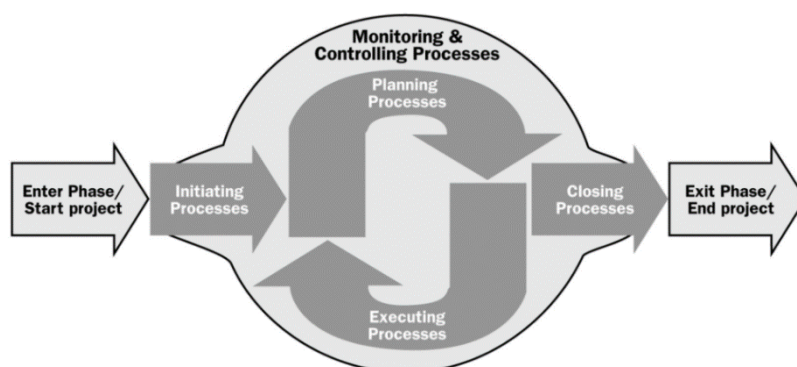 Monitoring &
Controlling Processes
Planning
Processes
Enter Phase/
Start project
Initiating
Processes
Closing
Processes
Exit Phase/
End project
Executing
Processes